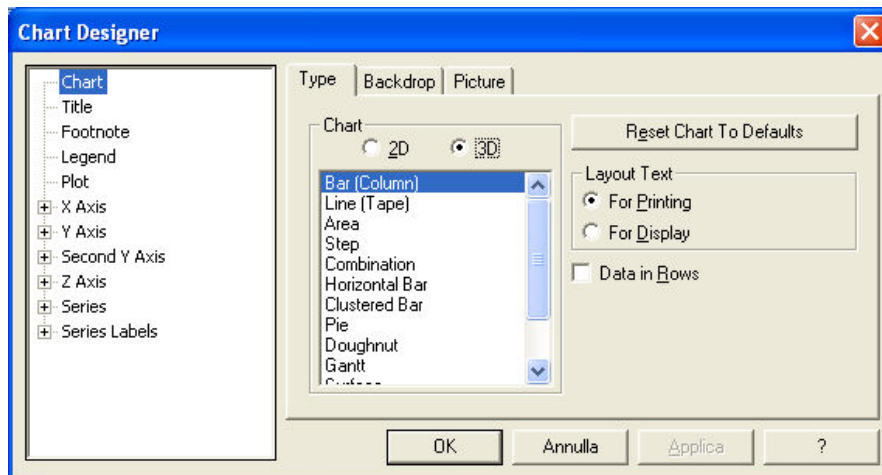 Chart Designer
Chart
Title
Footnote
Legend
Plot
X Axis
Y Axis
Second Y Axis
Z Axis
Series
Series Labels
Type Backdrop Picture
Chart
2D 3D
Bar (Column)
Line (Tape)
Area
Step
Combination
Horizontal Bar
Clustered Bar
Pie
Doughnut
Gantt
Reset Chart To Defaults
Layout Text
For Printing
For Display
Data in Rows
OK Annulla Applica ?